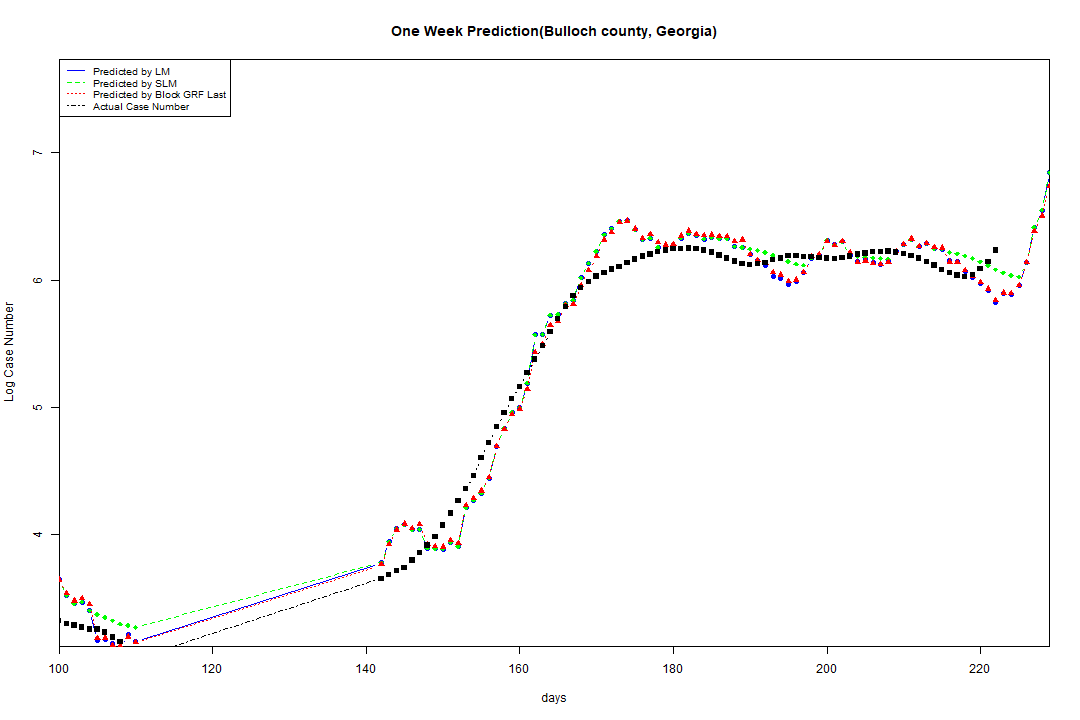 One Week Prediction(Bulloch county, Georgia)
Predicted by LM
Predicted by SLM
Predicted by Block GRF Last
Actual Case Number
7
6
5
4
Log Case Number
100 120 140 160 180 200 220
days